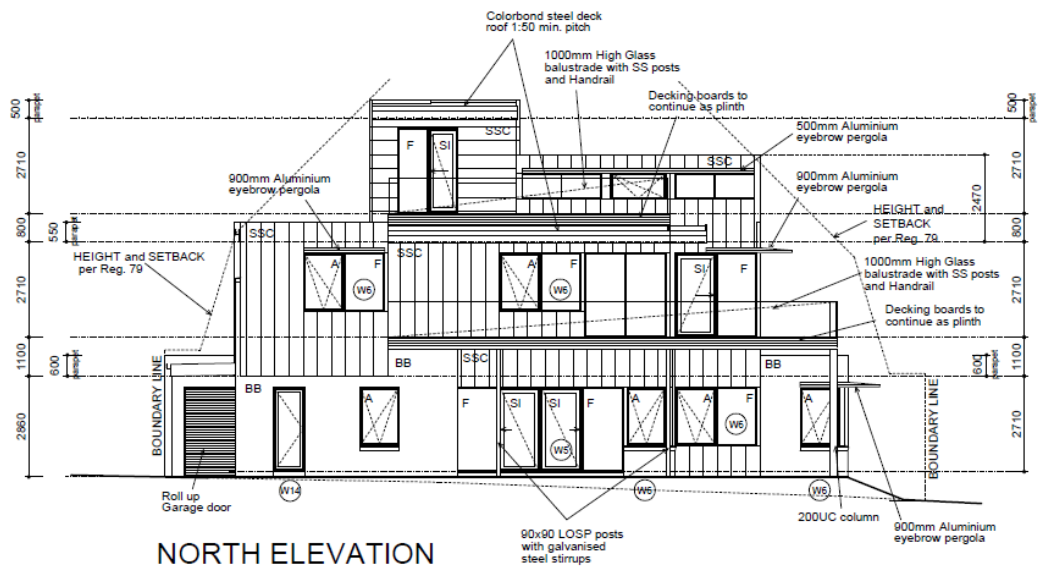 Colorbond steel deck
roof 1:50 min. pitch
1000mm High Glass
balustrade with SS posts
and Handrail
Decking boards to
continue as plinth
500mm Aluminium
eyebrow pergola
900mm Aluminium
eyebrow pergola
900mm Aluminium
eyebrow pergola
HEIGHT and
SETBACK
per Reg. 79
HEIGHT and SETBACK
per Reg. 79
1000mm High Glass
balustrade with SS posts
and Handrail
Decking boards to
continue as plinth
500
parapet
2710
800
550
parapet
2710
1100
600
parapet
2860
500
parapet
2710
2470
800
2710
1100
600
parapet
2710
SSC
F
SI
SSC
SSC
SSC
A
F
W6
A
F
W6
SI
F
BB
SSC
BB
BB
A
F
SI
SI
F
W5
A
A
F
W6
A
BOUNDARY LINE
BOUNDARY LINE
Roll up
Garage door
W14
W6
W6
90x90 LOSP posts
with galvanised
steel stirrups
200UC column
900mm Aluminium
eyebrow pergola
NORTH ELEVATION